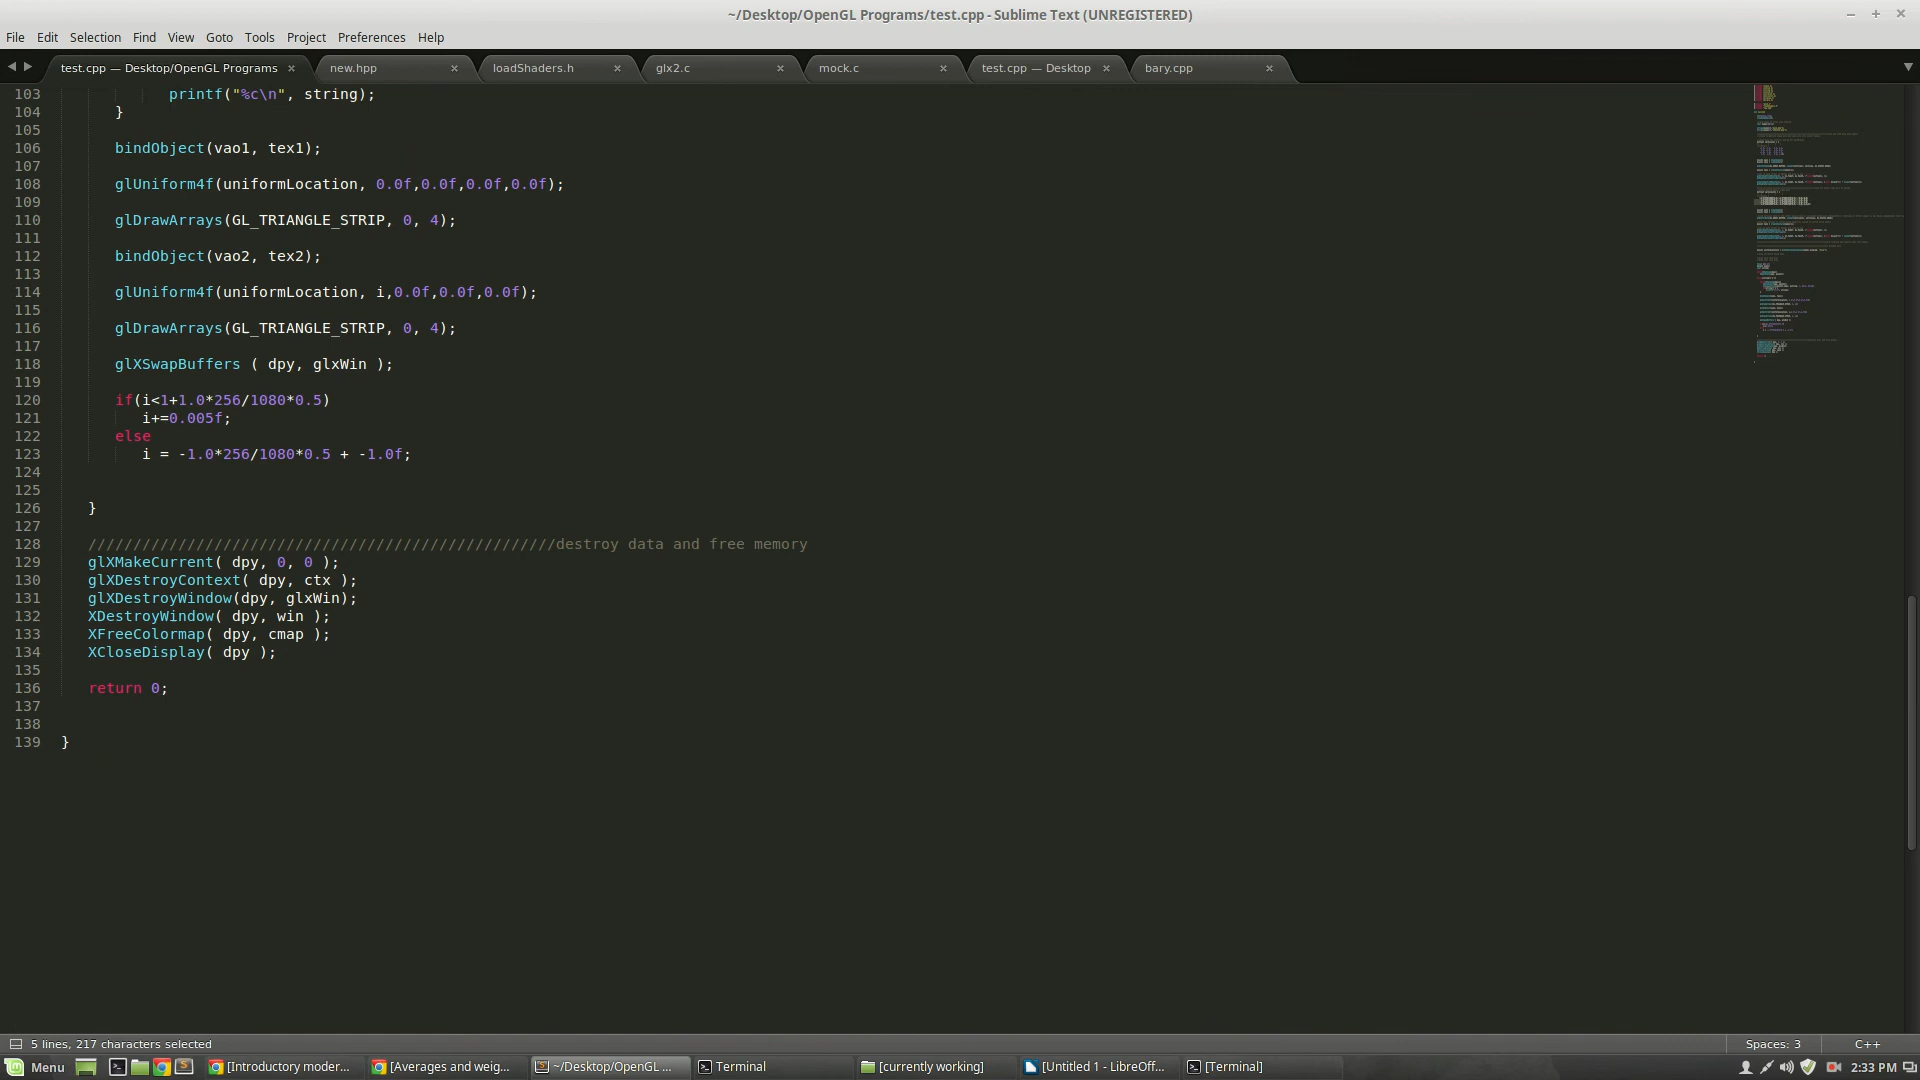 ~/Desktop/OpenGL Programs/test.cpp - Sublime Text (UNREGISTERED)
File Edit Selection Find View Goto Tools Project Preferences Help
test.cpp — Desktop/OpenGL Programs × new.hpp × loadShaders.h × glx2.c × mock.c × test.cpp — Desktop × bary.cpp ×
103 printf("%c\n", string);
104 }
105
106 bindObject(vao1, tex1);
107
108 glUniform4f(uniformLocation, 0.0f,0.0f,0.0f,0.0f);
109
110 glDrawArrays(GL_TRIANGLE_STRIP, 0, 4);
111
112 bindObject(vao2, tex2);
113
114 glUniform4f(uniformLocation, i,0.0f,0.0f,0.0f);
115
116 glDrawArrays(GL_TRIANGLE_STRIP, 0, 4);
117
118 glXSwapBuffers ( dpy, glxWin );
119
120 if(i<1+1.0*256/1080*0.5)
121 i+=0.005f;
122 else
123 i = -1.0*256/1080*0.5 + -1.0f;
124
125
126 }
127
128 ////////////////////////////////////////////////////destroy data and free memory
129 glXMakeCurrent( dpy, 0, 0 );
130 glXDestroyContext( dpy, ctx );
131 glXDestroyWindow(dpy, glxWin);
132 XDestroyWindow( dpy, win );
133 XFreeColormap( dpy, cmap );
134 XCloseDisplay( dpy );
135
136 return 0;
137
138
139 }
5 lines, 217 characters selected Spaces: 3 C++
Menu [Introductory moder... [Averages and weig... ~/Desktop/OpenGL ... Terminal [currently working] [Untitled 1 - LibreOff... [Terminal] 2:33 PM